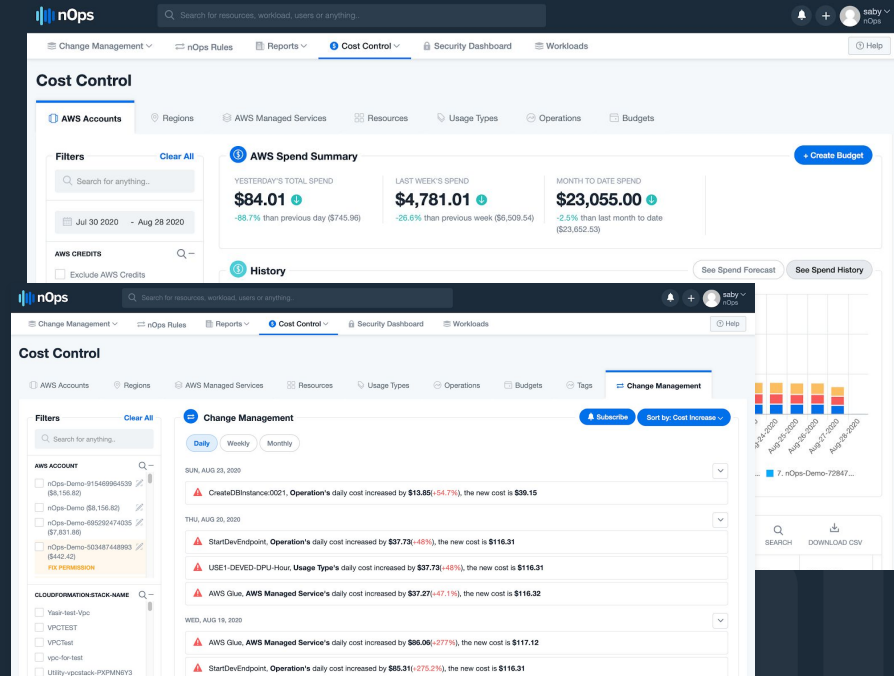 nOps
Search for resources, workload, users or anything..
saby
nOps
Change Management
nOps Rules
Reports
Cost Control
Security Dashboard
Workloads
Help
Cost Control
AWS Accounts
Regions
AWS Managed Services
Resources
Usage Types
Operations
Budgets
Filters
Clear All
Search for anything..
Jul 30 2020 - Aug 28 2020
AWS CREDITS
Exclude AWS Credits
AWS Spend Summary
+ Create Budget
YESTERDAY'S TOTAL SPEND
$84.01
-88.7% than previous day ($745.96)
LAST WEEK'S SPEND
$4,781.01
-26.6% than previous week ($6,509.54)
MONTH TO DATE SPEND
$23,055.00
-2.5% than last month to date
($23,652.53)
History
See Spend Forecast
See Spend History
Aug-25-2020
Aug-26-2020
Aug-27-2020
Aug-28-2020
7. nOps-Demo-72847...
SEARCH
DOWNLOAD CSV
nOps
Search for resources, workload, users or anything.
saby
nOps
Change Management
nOps Rules
Reports
Cost Control
Security Dashboard
Workloads
Help
Cost Control
AWS Accounts
Regions
AWS Managed Services
Resources
Usage Types
Operations
Budgets
Tags
Change Management
Filters
Clear All
Search for anything..
AWS ACCOUNT
nOps-Demo-915469964539
($8,156.82)
nOps-Demo ($8,156.82)
nOps-Demo-695292474035
($7,831.86)
nOps-Demo-503487448993
($442.42)
FIX PERMISSION
CLOUDFORMATION:STACK-NAME
Yasir-test-Vpc
VPCTEST
VPCTest
vpc-for-test
Utility-vpcstack-PXPMN6Y3
Change Management
Subscribe
Sort by: Cost Increase
Daily
Weekly
Monthly
SUN, AUG 23, 2020
CreateDBInstance:0021, Operation's daily cost increased by $13.85(+54.7%), the new cost is $39.15
THU, AUG 20, 2020
StartDevEndpoint, Operation's daily cost increased by $37.73(+48%), the new cost is $116.31
USE1-DEVED-DPU-Hour, Usage Type's daily cost increased by $37.73(+48%), the new cost is $116.31
AWS Glue, AWS Managed Service's daily cost increased by $37.27(+47.1%), the new cost is $116.32
WED, AUG 19, 2020
AWS Glue, AWS Managed Service's daily cost increased by $86.06(+277%), the new cost is $117.12
StartDevEndpoint, Operation's daily cost increased by $85.31(+275.2%), the new cost is $116.31